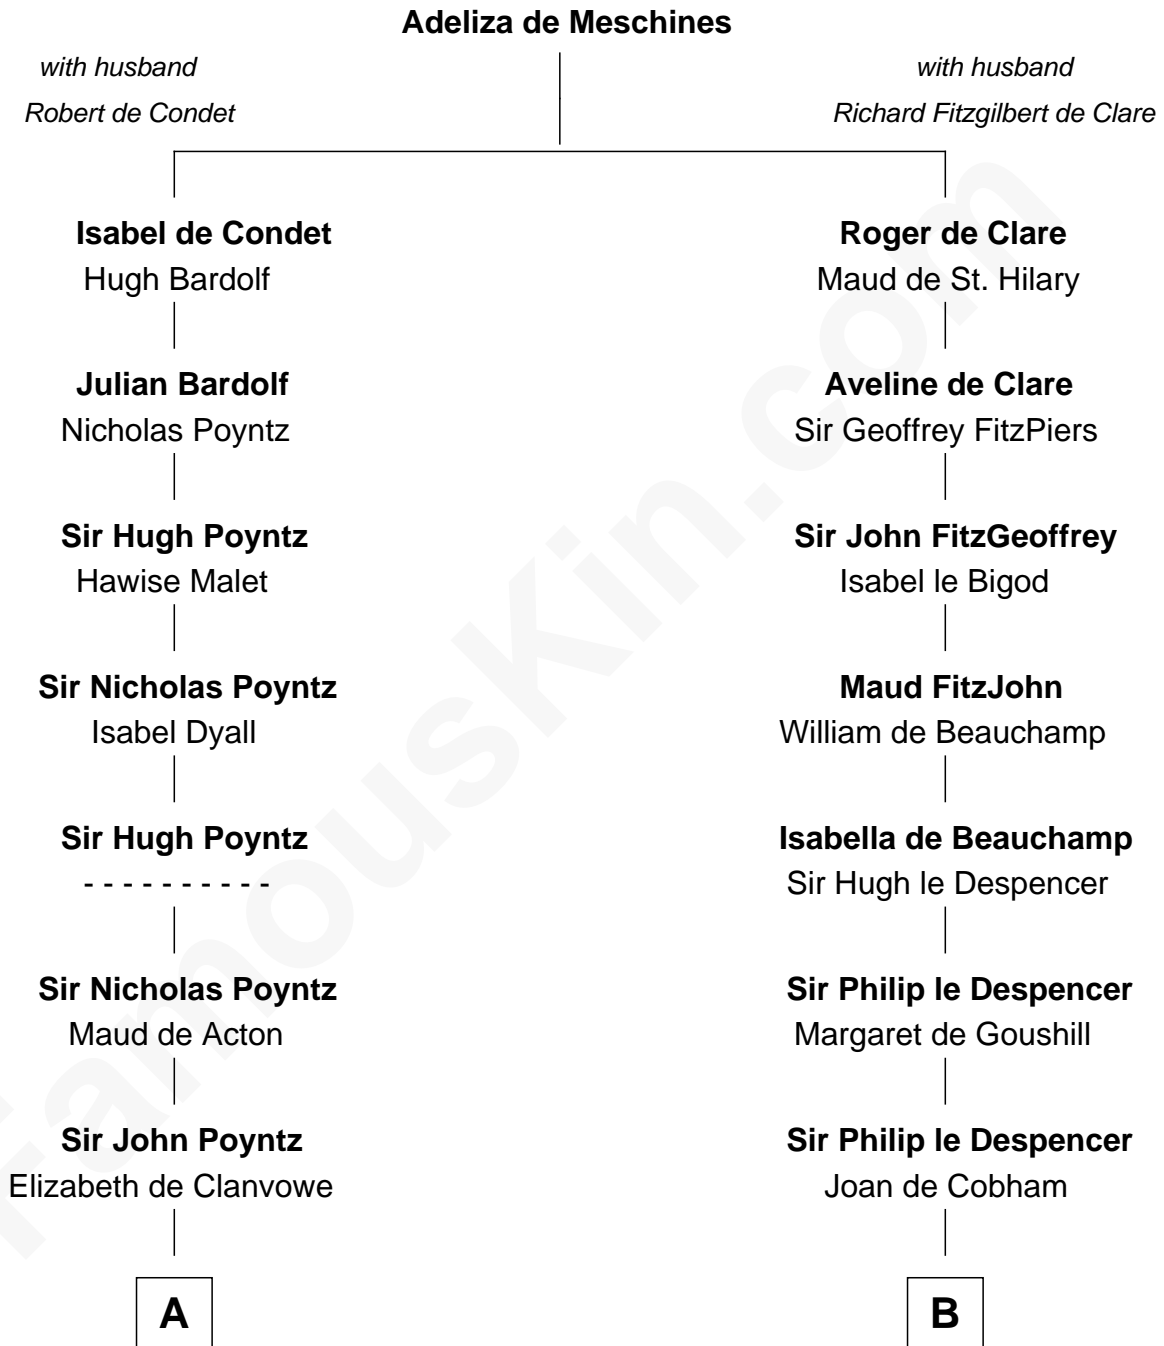 Adeliza de Meschines
with husband
Robert de Condet
with husband
Richard Fitzgilbert de Clare
Isabel de Condet
Hugh Bardolf
Roger de Clare
Maud de St. Hilary
Julian Bardolf
Nicholas Poyntz
Aveline de Clare
Sir Geoffrey FitzPiers
Sir Hugh Poyntz
Hawise Malet
Sir John FitzGeoffrey
Isabel le Bigod
Sir Nicholas Poyntz
Isabel Dyall
Maud FitzJohn
William de Beauchamp
Sir Hugh Poyntz
- - - - - - - - - -
Isabella de Beauchamp
Sir Hugh le Despencer
Sir Nicholas Poyntz
Maud de Acton
Sir Philip le Despencer
Margaret de Goushill
Sir John Poyntz
Elizabeth de Clanvowe
Sir Philip le Despencer
Joan de Cobham
A
B
FamousKin.com